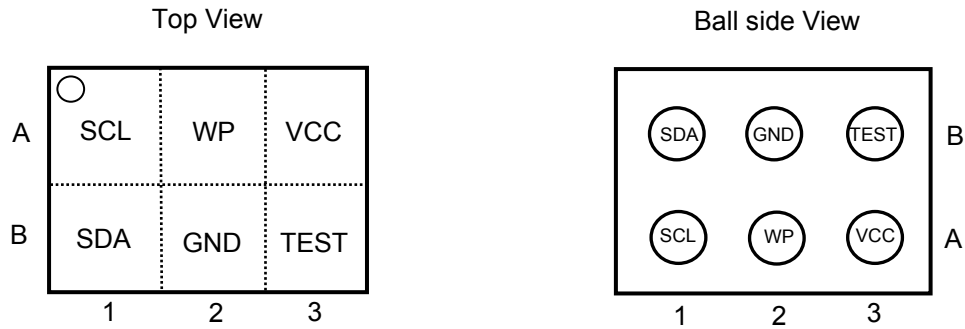 Top View
A SCL WP VCC
B SDA GND TEST
1 2 3
Ball side View
SDA GND TEST B
SCL WP VCC A
1 2 3